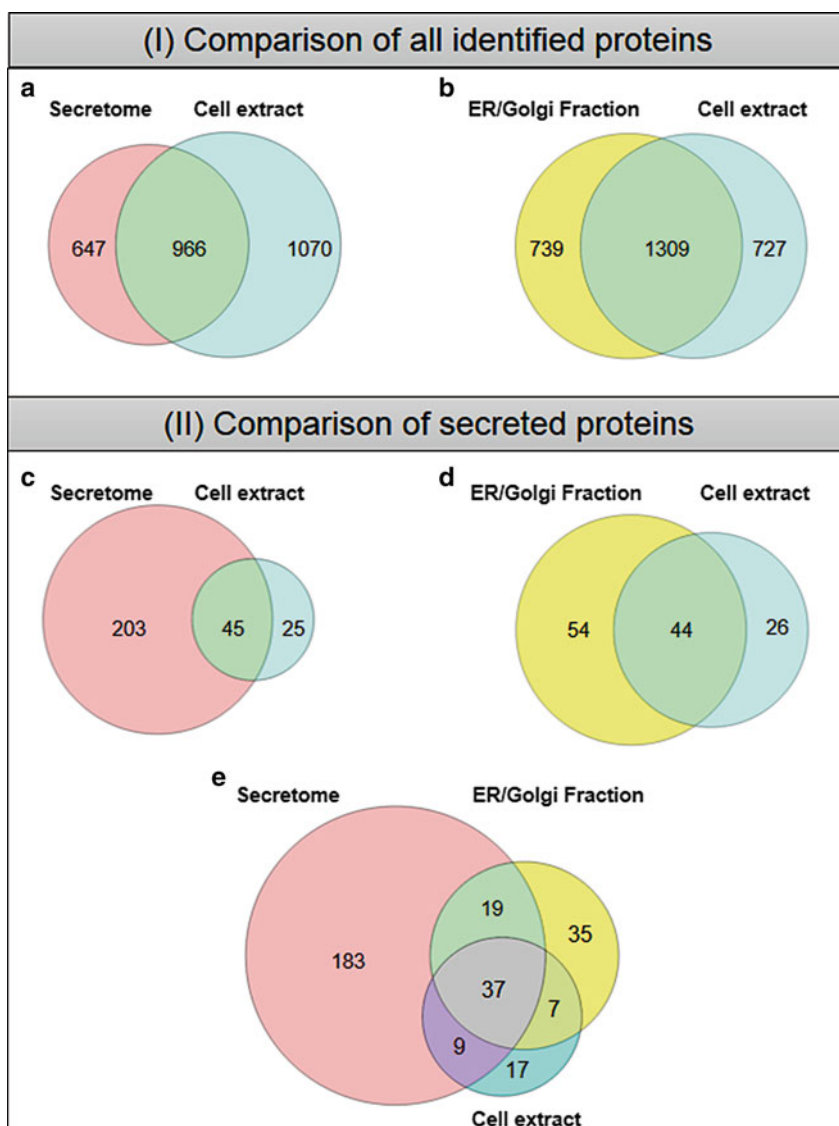 (I) Comparison of all identified proteins
a
Secretome Cell extract
647 966 1070
b
ER/Golgi Fraction Cell extract
739 1309 727
(II) Comparison of secreted proteins
c
Secretome Cell extract
203 45 25
d
ER/Golgi Fraction Cell extract
54 44 26
e
Secretome ER/Golgi Fraction
19
35
183
37
7
9
17
Cell extract